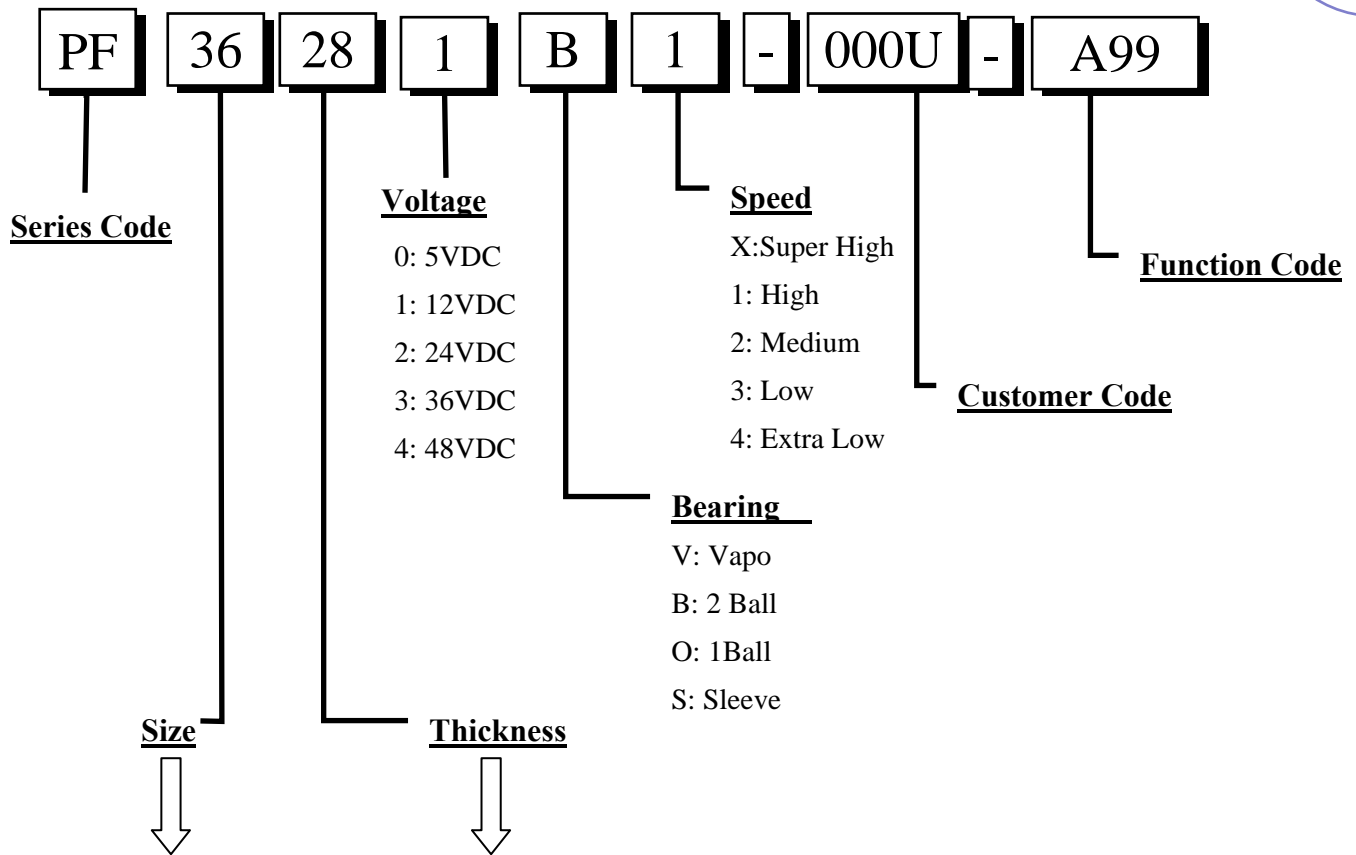 PF 36 28 1 B 1 - 000U - A99
Series Code
Voltage
0: 5VDC
1: 12VDC
2: 24VDC
3: 36VDC
4: 48VDC
Speed
X:Super High
1: High
2: Medium
3: Low
4: Extra Low
Function Code
Customer Code
Bearing
V: Vapo
B: 2 Ball
O: 1Ball
S: Sleeve
Size
Thickness